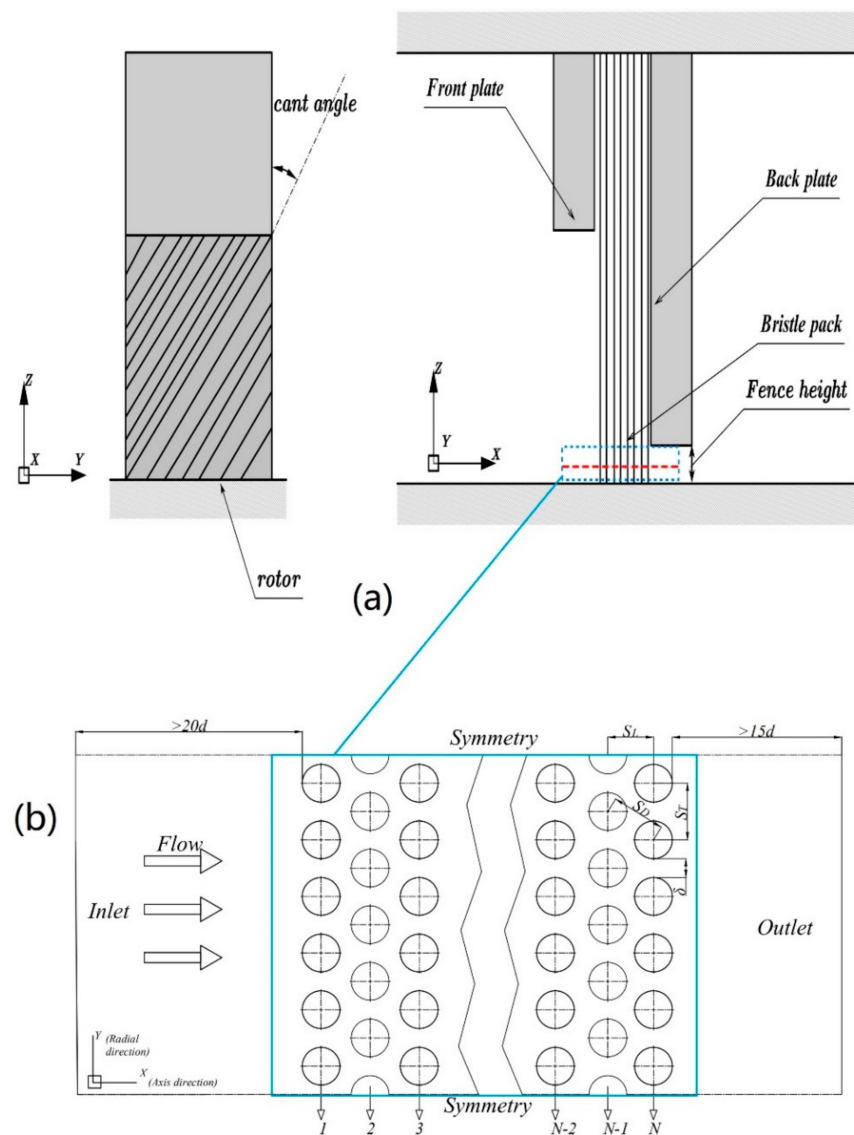 cant angle
Front plate
Back plate
Bristle pack
Fence height
Z
X
Y
Z
Y
X
rotor
(a)
>20d
Symmetry
S_L
>15d
(b)
Flow
S_D
S_T
δ
Inlet
Outlet
Y (Radial
direction)
X
(Axis direction)
Symmetry
1
2
3
N-2
N-1
N